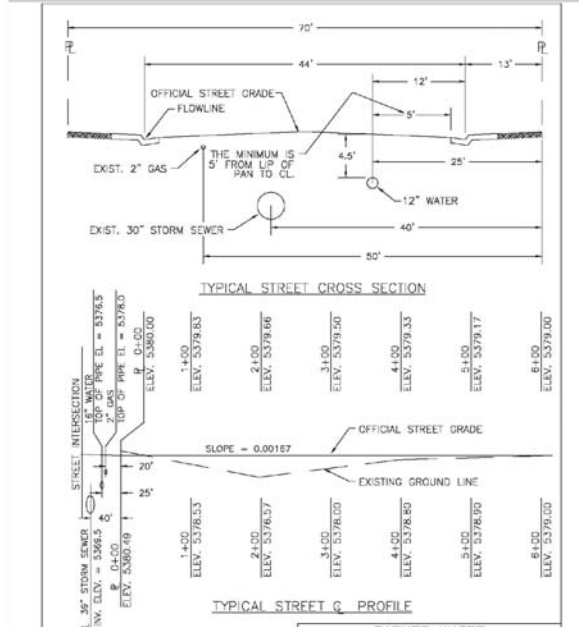 70'
PL
PL
44'
13'
12'
OFFICIAL STREET GRADE
5'
FLOWLINE
THE MINIMUM IS
5' FROM LIP OF
PAN TO CL.
4.5'
25'
EXIST. 2" GAS
12" WATER
EXIST. 30" STORM SEWER
40'
50'
TYPICAL STREET CROSS SECTION
STREET INTERSECTION
16" WATER
TOP OF PIPE EL = 5376.5
2" GAS
TOP OF PIPE EL = 5378.0
0+00
ELEV. 5380.00
1+00
ELEV. 5379.83
2+00
ELEV. 5379.66
3+00
ELEV. 5379.50
4+00
ELEV. 5379.33
5+00
ELEV. 5379.17
6+00
ELEV. 5379.00
OFFICIAL STREET GRADE
SLOPE = 0.00167
20'
EXISTING GROUND LINE
25'
40'
39" STORM SEWER
INV. ELEV. = 5369.5
0+00
ELEV. 5380.49
1+00
ELEV. 5378.53
2+00
ELEV. 5376.57
3+00
ELEV. 5378.00
4+00
ELEV. 5378.80
5+00
ELEV. 5378.90
6+00
ELEV. 5379.00
TYPICAL STREET CL PROFILE